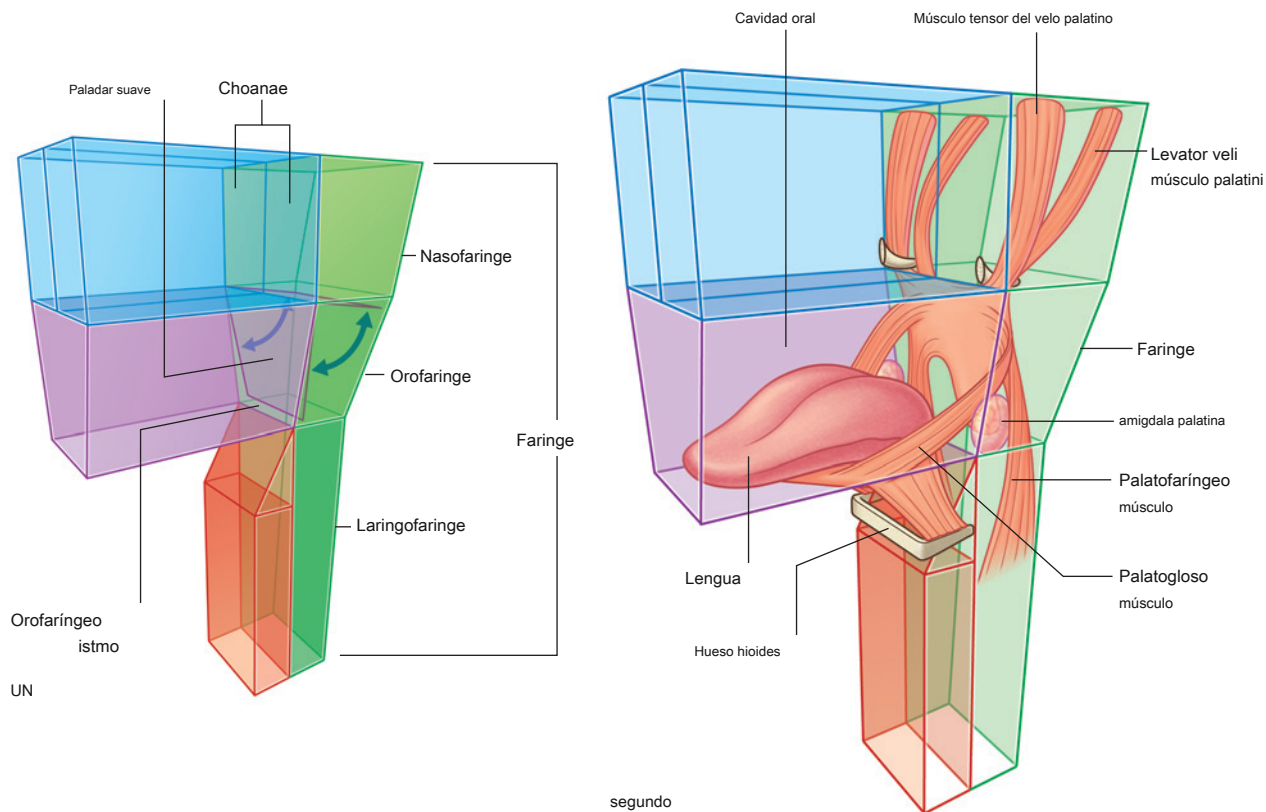 Paladar suave
Choanae
Nasofaringe
Orofaringe
Faringe
Laringofaringe
Orofaríngeo
istmo
UN
Cavidad oral
Músculo tensor del velo palatino
Levator veli
músculo palatini
Faringe
amigdala palatina
Palatofaríngeo
músculo
Palatogloso
músculo
Lengua
Hueso hioides
segundo